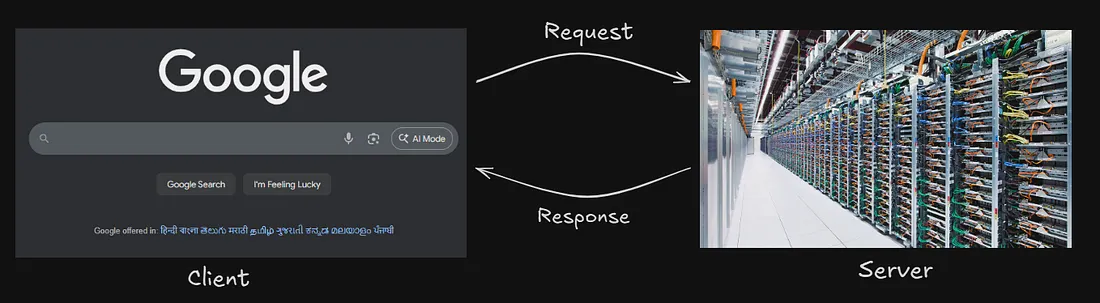 Request
Google
AI Mode
Google Search
I'm Feeling Lucky
Google offered in: हिन्दी বাংলা తెలుగు मराठी தமிழ் ગુજરાતી ಕನ್ನಡ മലയാളം ਪੰਜਾਬੀ
Response
Client
Server